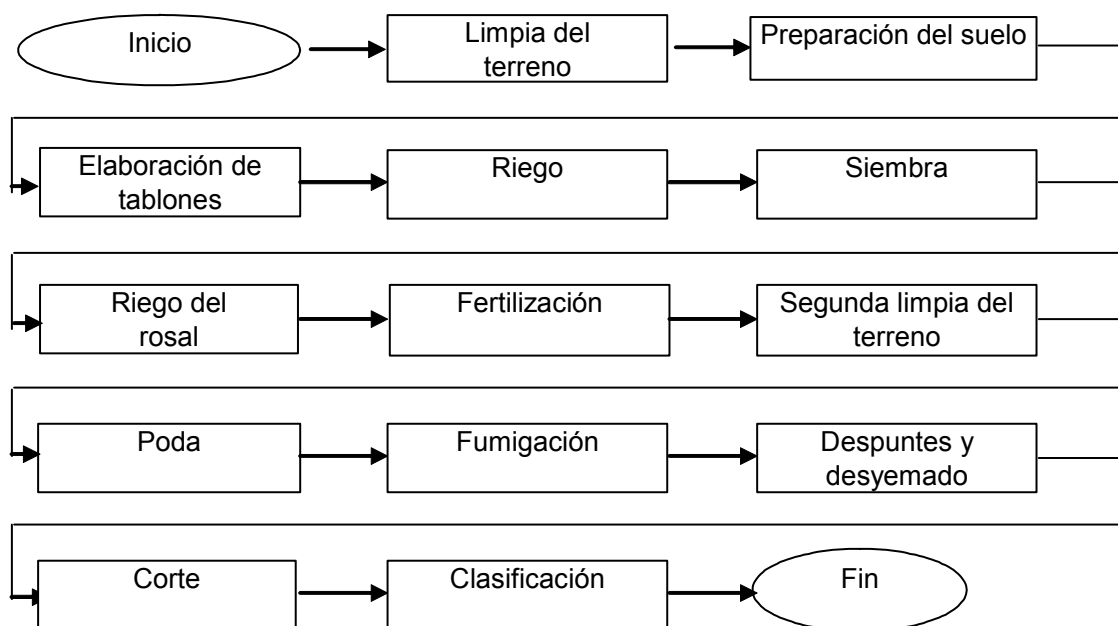 Inicio
Limpia del
terreno
Preparación del suelo
Elaboración de
tablones
Riego
Siembra
Riego del
rosal
Fertilización
Segunda limpia del
terreno
Poda
Fumigación
Despuntes y
desyemado
Corte
Clasificación
Fin